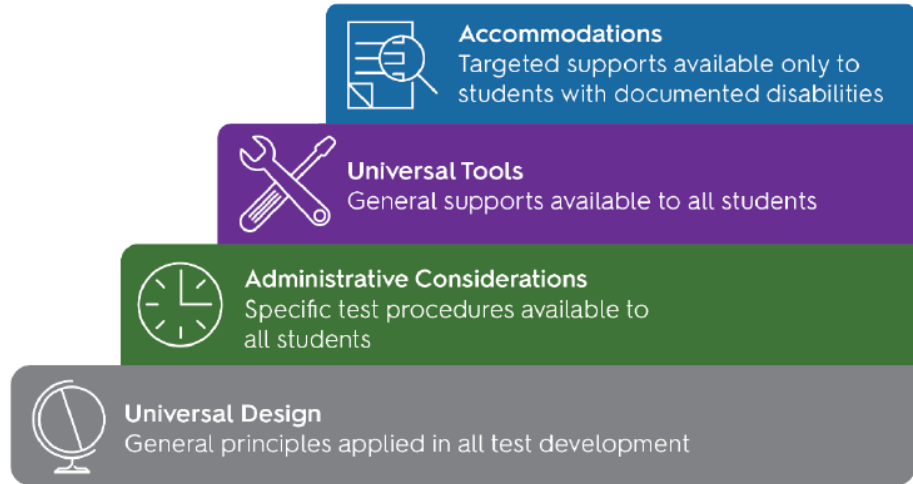 Accommodations
Targeted supports available only to
students with documented disabilities
Universal Tools
General supports available to all students
Administrative Considerations
Specific test procedures available to
all students
Universal Design
General principles applied in all test development